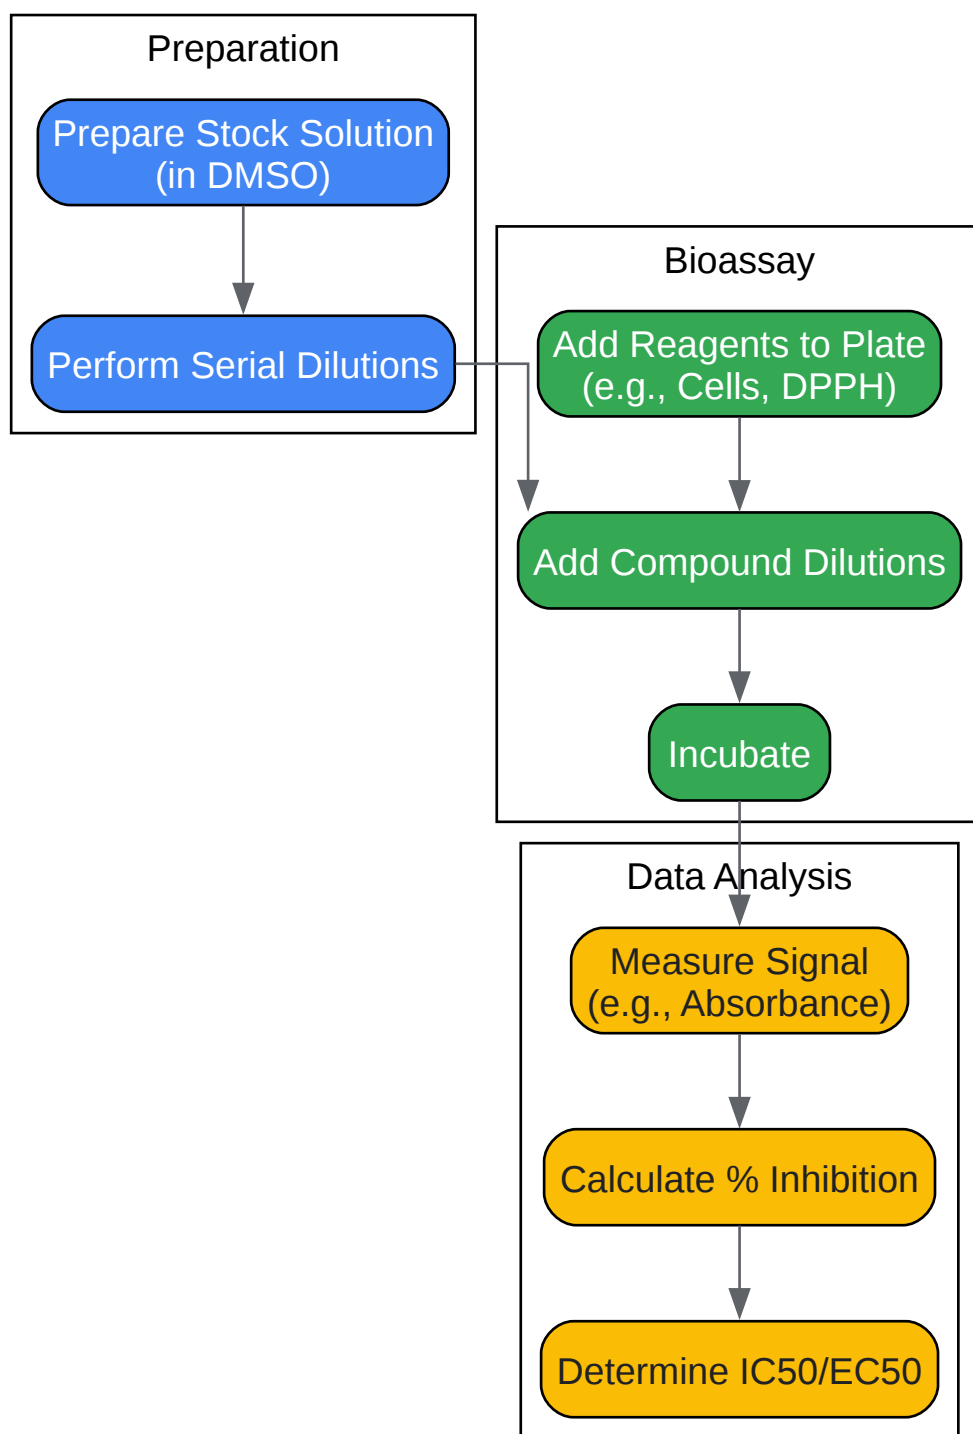 Preparation
Prepare Stock Solution
(in DMSO)
Perform Serial Dilutions
Bioassay
Add Reagents to Plate
(e.g., Cells, DPPH)
Add Compound Dilutions
Incubate
Data Analysis
Measure Signal
(e.g., Absorbance)
Calculate % Inhibition
Determine IC50/EC50